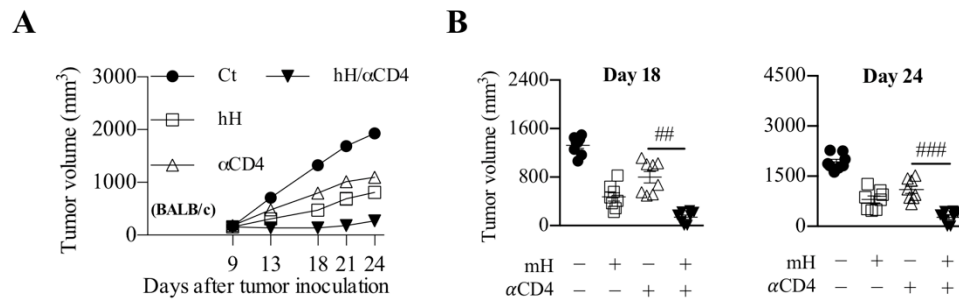 A
Tumor volume (mm³)
3000
2000
1000
0
Ct
hH/αCD4
hH
αCD4
(BALB/c)
9 13 18 21 24
Days after tumor inoculation
B
Tumor volume (mm³)
Day 18
2400
1600
800
0
##
mH − + − +
αCD4 − − + +
Day 24
4500
3000
1500
0
###
− + − +
− − + +